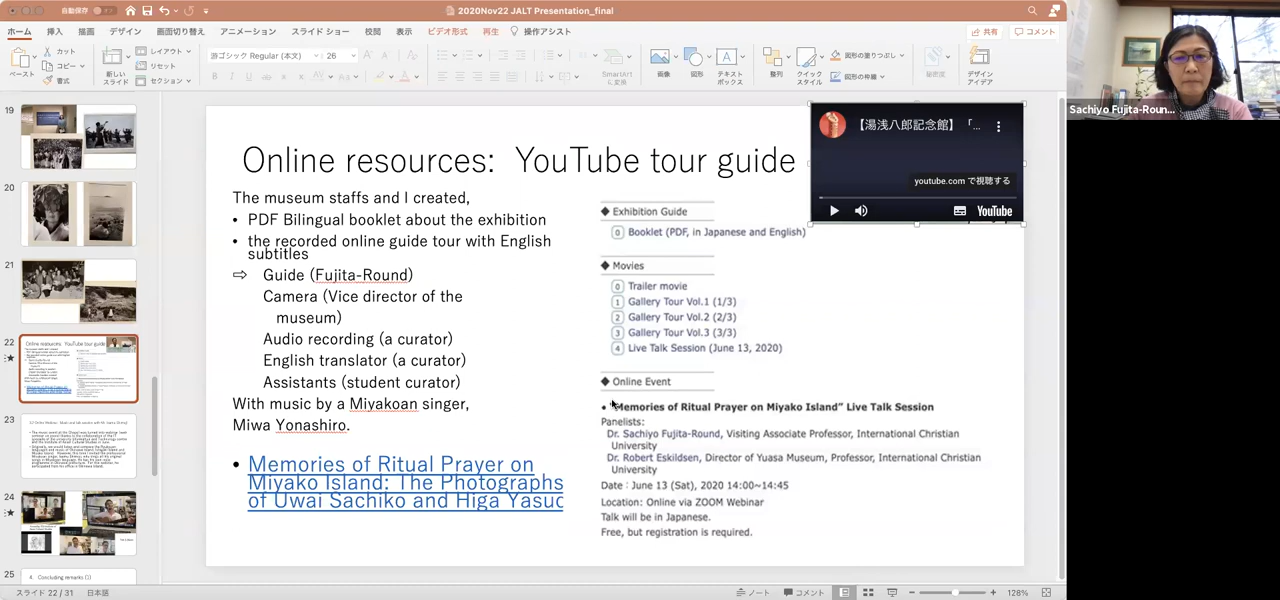 自動保存
オフ
2020Nov22 JALT Presentation_final
ホーム 挿入 描画 デザイン 画面切り替え アニメーション スライド ショー 校閲 表示 ビデオ形式 再生 操作アシスト
共有 コメント
ペースト
カット
コピー
書式
新しい
スライド
レイアウト
リセット
セクション
游ゴシック Regular (本文) 26
SmartArt
に変換
画像
図形
テキスト
ボックス
整列
クイック
スタイル
図形の塗りつぶし
図形の枠線
秘密度
デザイン
アイデア
19
20
21
22
23
24
25
Online resources: YouTube tour guide
The museum staffs and I created,
• PDF Bilingual booklet about the exhibition
• the recorded online guide tour with English
subtitles
⇨ Guide (Fujita-Round)
Camera (Vice director of the
museum)
Audio recording (a curator)
English translator (a curator)
Assistants (student curator)
With music by a Miyakoan singer,
Miwa Yonashiro.
• Memories of Ritual Prayer on
Miyako Island: The Photographs
of Uwai Sachiko and Higa Yasuo
【湯浅八郎記念館】「...
youtube.com で視聴する
YouTube
◆ Exhibition Guide
0 Booklet (PDF, in Japanese and English)
◆ Movies
0 Trailer movie
1 Gallery Tour Vol.1 (1/3)
2 Gallery Tour Vol.2 (2/3)
3 Gallery Tour Vol.3 (3/3)
4 Live Talk Session (June 13, 2020)
◆ Online Event
• "Memories of Ritual Prayer on Miyako Island" Live Talk Session
Panelists:
Dr. Sachiyo Fujita-Round, Visiting Associate Professor, International Christian
University
Dr. Robert Eskildsen, Director of Yuasa Museum, Professor, International Christian
University
Date : June 13 (Sat), 2020 14:00~14:45
Location: Online via ZOOM Webinar
Talk will be in Japanese.
Free, but registration is required.
スライド 22 / 31 日本語
ノート コメント 128%
Sachiyo Fujita-Roun...